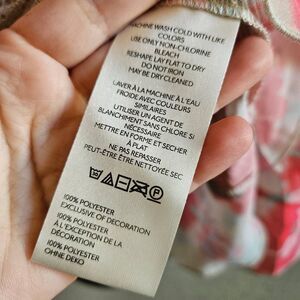 MACHINE WASH COLD WITH LIKE
COLORS
USE ONLY NON-CHLORINE
BLEACH
RESHAPE LAY FLAT TO DRY
DO NOT IRON
MAY BE DRY CLEANED
LAVER À LA MACHINE À L'EAU
FROIDE AVEC COULEURS
SIMILAIRES
UTILISER UN AGENT DE
BLANCHIMENT SANS CHLORE SI
NÉCESSAIRE
METTRE EN FORME ET SECHER
À PLAT
NE PAS REPASSER
PEUT-ÊTRE ÊTRE NETTOYÉE SEC
100% POLYESTER
EXCLUSIVE OF DECORATION
100% POLYESTER
À L'EXCEPTION DE LA
DÉCORATION
100% POLYESTER
OHNE DEKO